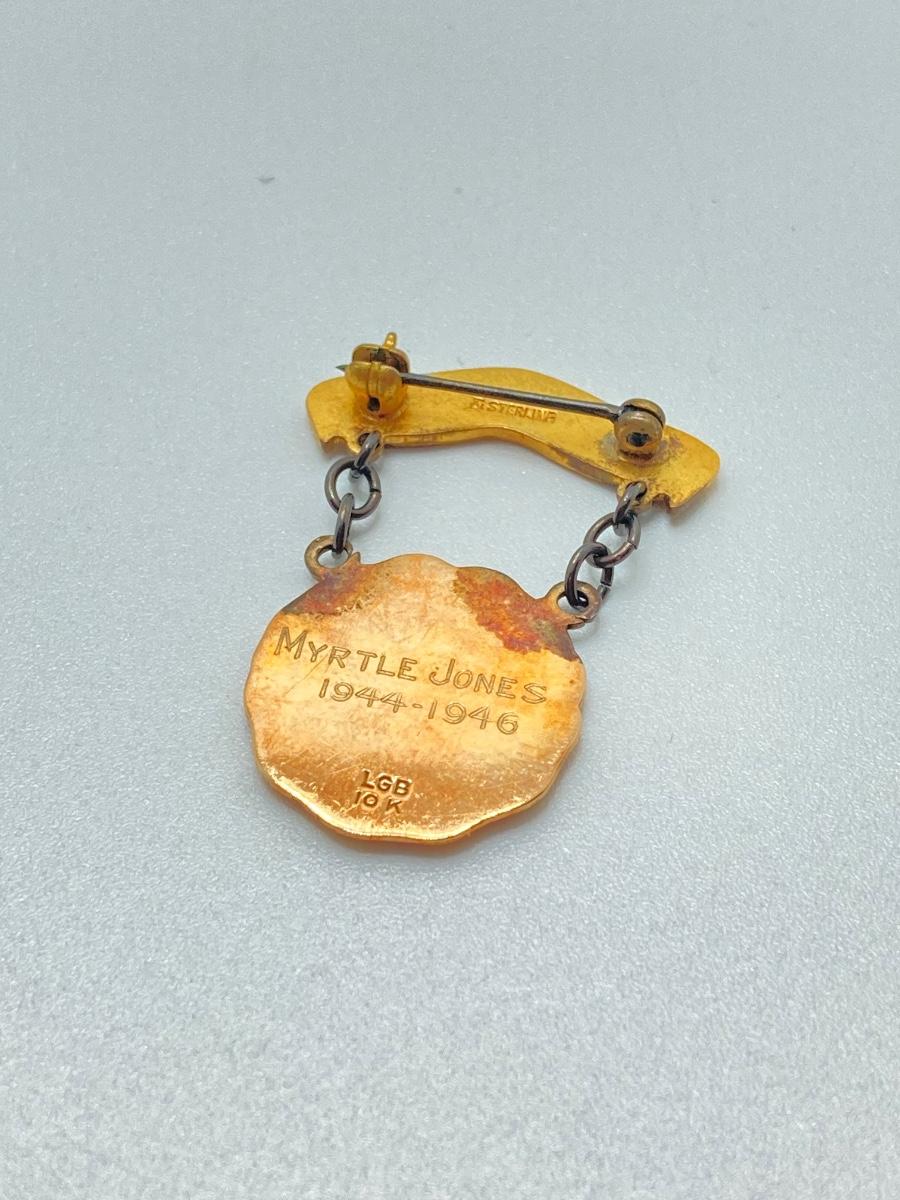 STERLING
MYRTLE JONES
1944-1946
LGB
10 K